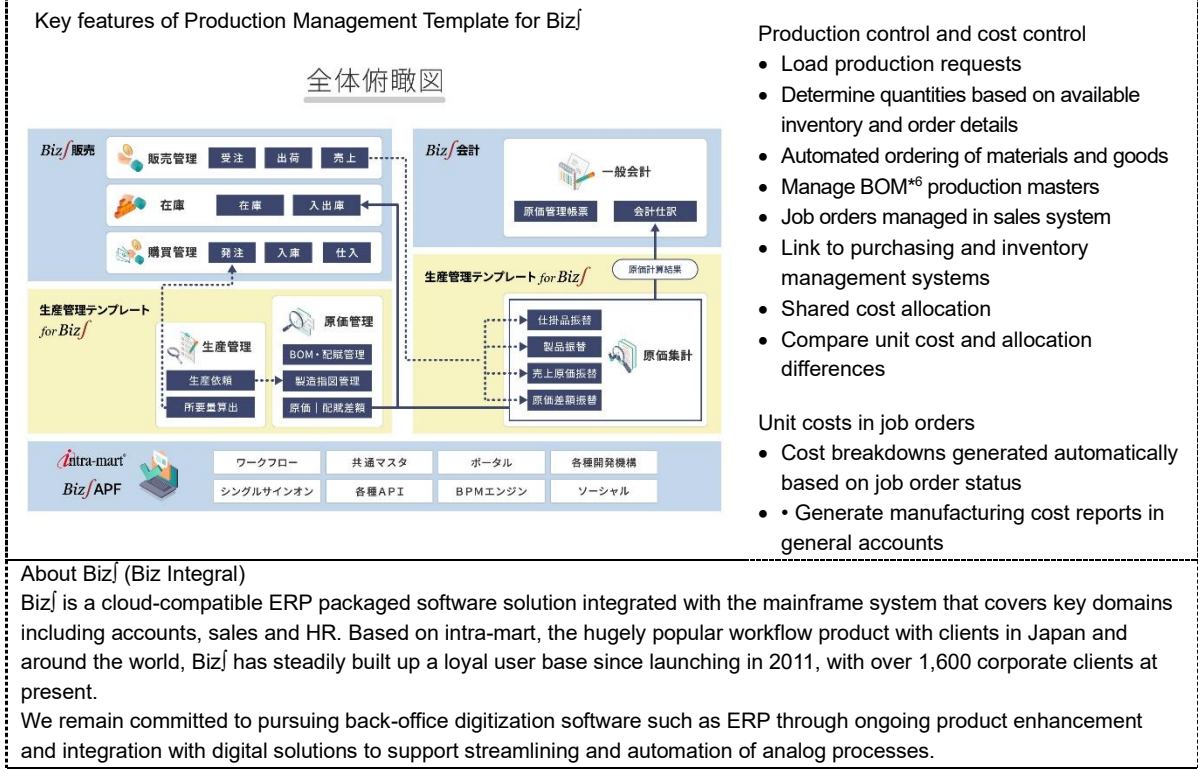 Key features of Production Management Template for Biz∫
全体俯瞰図
Biz∫販売
販売管理 受注 出荷 売上
在庫 在庫 入出庫
購買管理 発注 入庫 仕入
Biz∫会計
一般会計
原価管理帳票 会計仕訳
原価計算結果
生産管理テンプレート
for Biz∫
生産管理
生産依頼
所要量算出
原価管理
BOM・配賦管理
製造指図管理
原価｜配賦差額
生産管理テンプレート for Biz∫
仕掛品振替
製品振替
売上原価振替
原価差額振替
原価集計
intra-mart®
Biz∫APF
ワークフロー 共通マスタ ポータル 各種開発機構
シングルサインオン 各種API BPMエンジン ソーシャル
Production control and cost control
• Load production requests
• Determine quantities based on available
inventory and order details
• Automated ordering of materials and goods
• Manage BOM*6 production masters
• Job orders managed in sales system
• Link to purchasing and inventory
management systems
• Shared cost allocation
• Compare unit cost and allocation
differences
Unit costs in job orders
• Cost breakdowns generated automatically
based on job order status
• • Generate manufacturing cost reports in
general accounts
About Biz∫ (Biz Integral)
Biz∫ is a cloud-compatible ERP packaged software solution integrated with the mainframe system that covers key domains
including accounts, sales and HR. Based on intra-mart, the hugely popular workflow product with clients in Japan and
around the world, Biz∫ has steadily built up a loyal user base since launching in 2011, with over 1,600 corporate clients at
present.
We remain committed to pursuing back-office digitization software such as ERP through ongoing product enhancement
and integration with digital solutions to support streamlining and automation of analog processes.